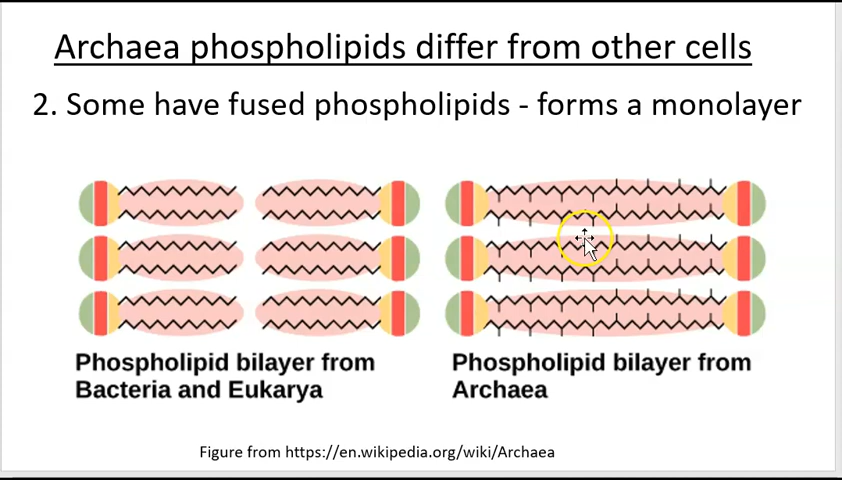 Archaea phospholipids differ from other cells
2. Some have fused phospholipids - forms a monolayer
Phospholipid bilayer from
Bacteria and Eukarya
Phospholipid bilayer from
Archaea
Figure from https://en.wikipedia.org/wiki/Archaea